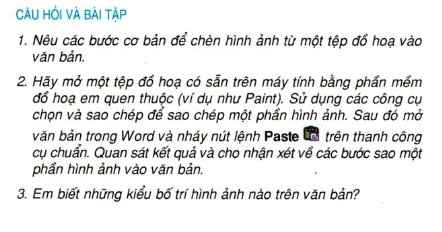 CÂU HỎI VÀ BÀI TẬP
1. Nêu các bước cơ bản để chèn hình ảnh từ một tệp đồ hoạ vào
văn bản.
2. Hãy mở một tệp đồ hoạ có sẵn trên máy tính bằng phần mềm
đồ hoạ em quen thuộc (ví dụ như Paint). Sử dụng các công cụ
chọn và sao chép để sao chép một phần hình ảnh. Sau đó mở
văn bản trong Word và nháy nút lệnh Paste trên thanh công
cụ chuẩn. Quan sát kết quả và cho nhận xét về các bước sao một
phần hình ảnh vào văn bản.
3. Em biết những kiểu bố trí hình ảnh nào trên văn bản?